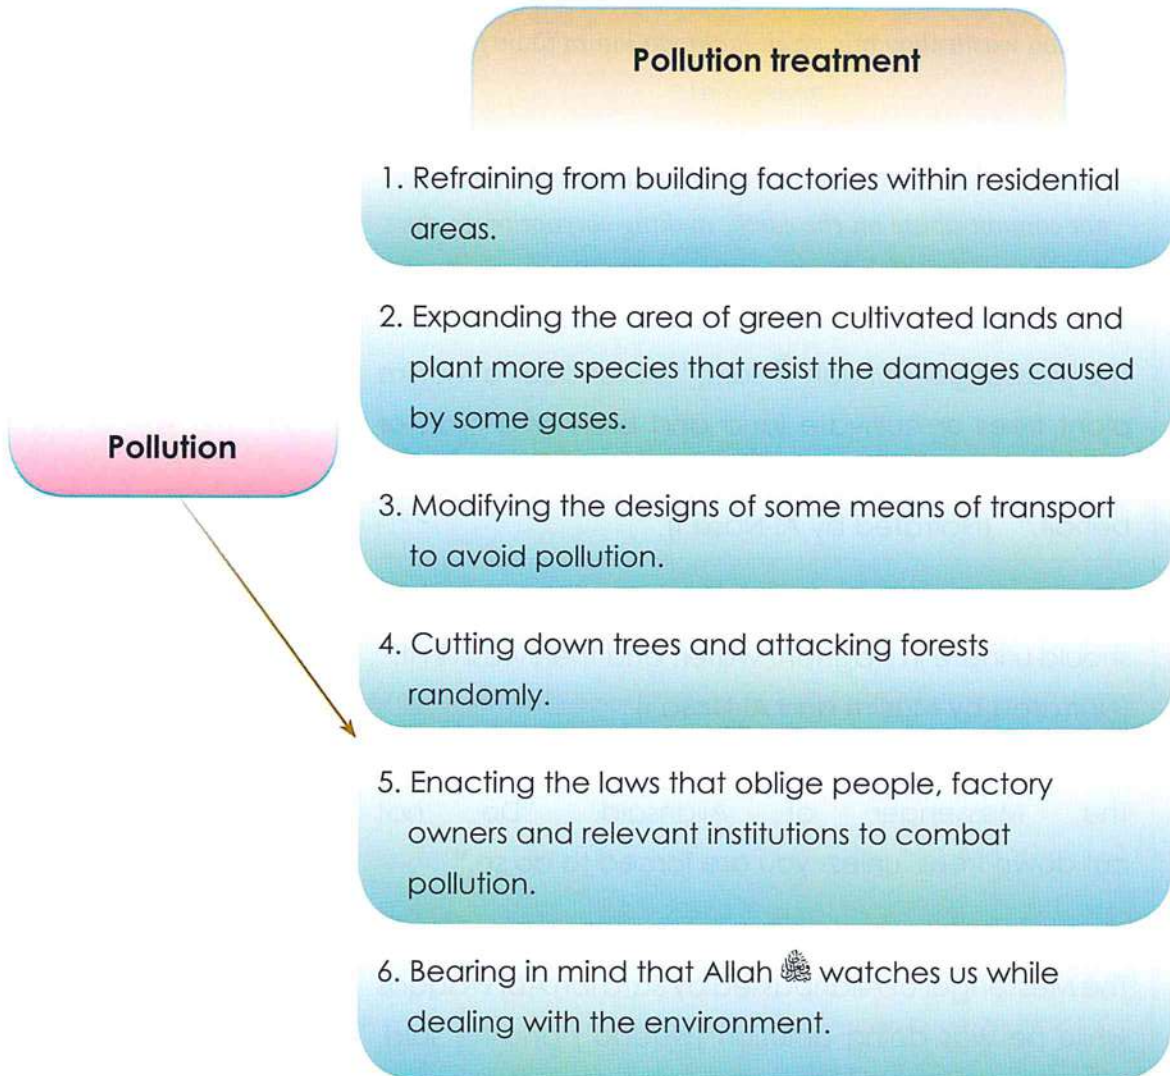 Pollution treatment
1. Refraining from building factories within residential
areas.
2. Expanding the area of green cultivated lands and
plant more species that resist the damages caused
by some gases.
Pollution
3. Modifying the designs of some means of transport
to avoid pollution.
4. Cutting down trees and attacking forests
randomly.
5. Enacting the laws that oblige people, factory
owners and relevant institutions to combat
pollution.
6. Bearing in mind that Allah watches us while
dealing with the environment.